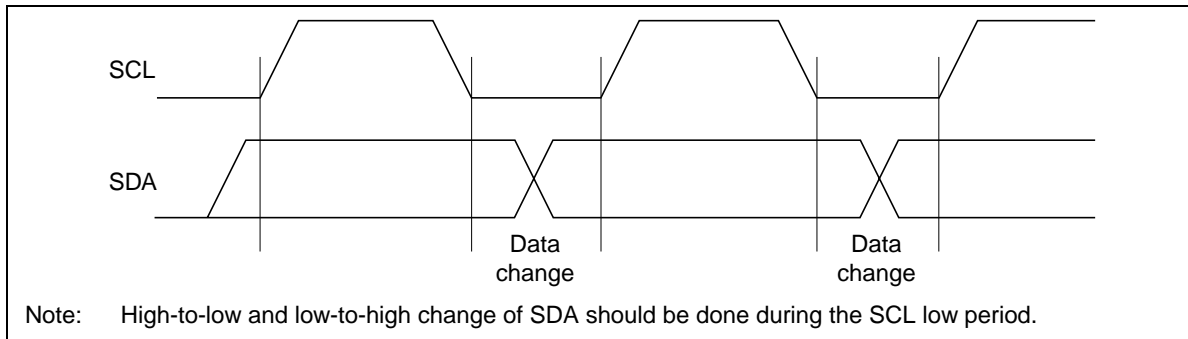 SCL
SDA
Data
change
Data
change
Note: High-to-low and low-to-high change of SDA should be done during the SCL low period.